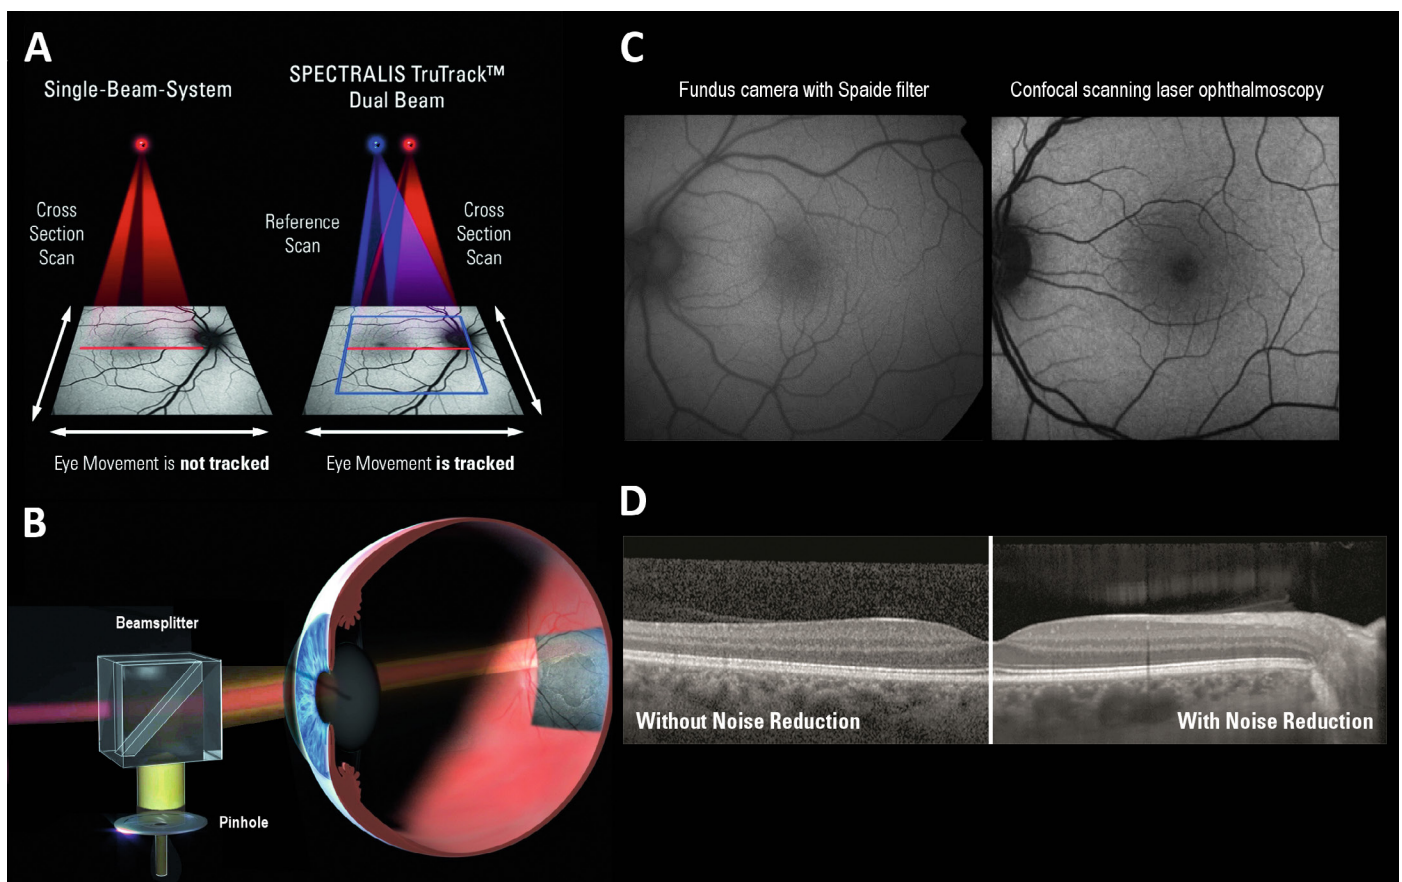 A
Single-Beam-System
SPECTRALIS TruTrack™
Dual Beam
Cross
Section
Scan
Reference
Scan
Cross
Section
Scan
Eye Movement is not tracked
Eye Movement is tracked
B
Beamsplitter
Pinhole
C
Fundus camera with Spaide filter
Confocal scanning laser ophthalmoscopy
D
Without Noise Reduction
With Noise Reduction